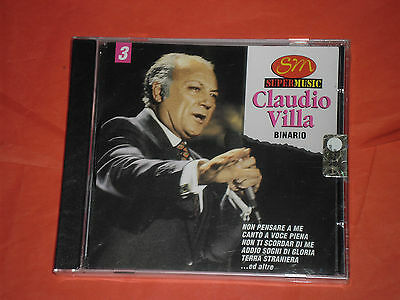 3
SM
SUPERMUSIC
Claudio
Villa
BINARIO
NON PENSARE A ME
CANTO A VOCE PIENA
NON TI SCORDAR DI ME
ADDIO SOGNI DI GLORIA
TERRA STRANIERA
...ed altre